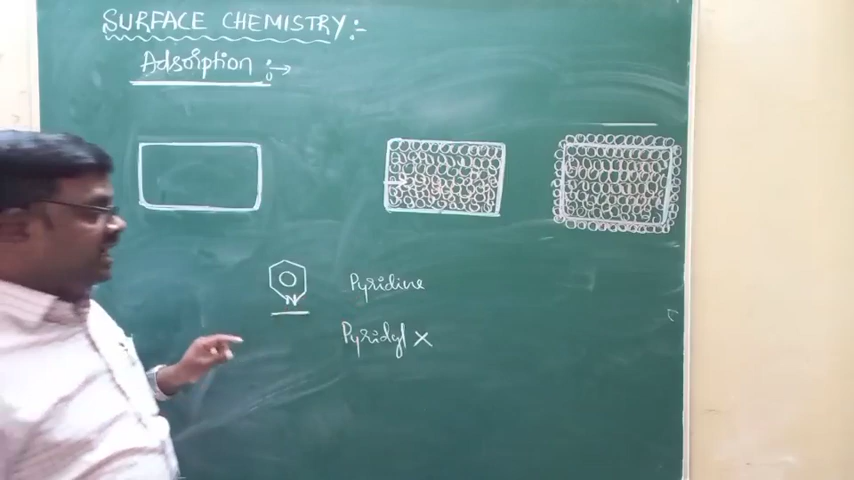 SURFACE CHEMISTRY:-
Adsorption :→
N
Pyridine
Pyridyl ×